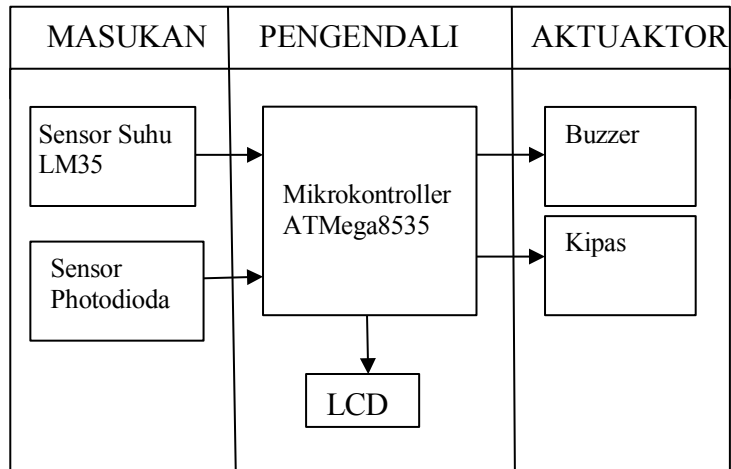 MASUKAN
PENGENDALI
AKTUAKTOR
Sensor Suhu
LM35
Sensor
Photodioda
Mikrokontroller
ATMega8535
LCD
Buzzer
Kipas